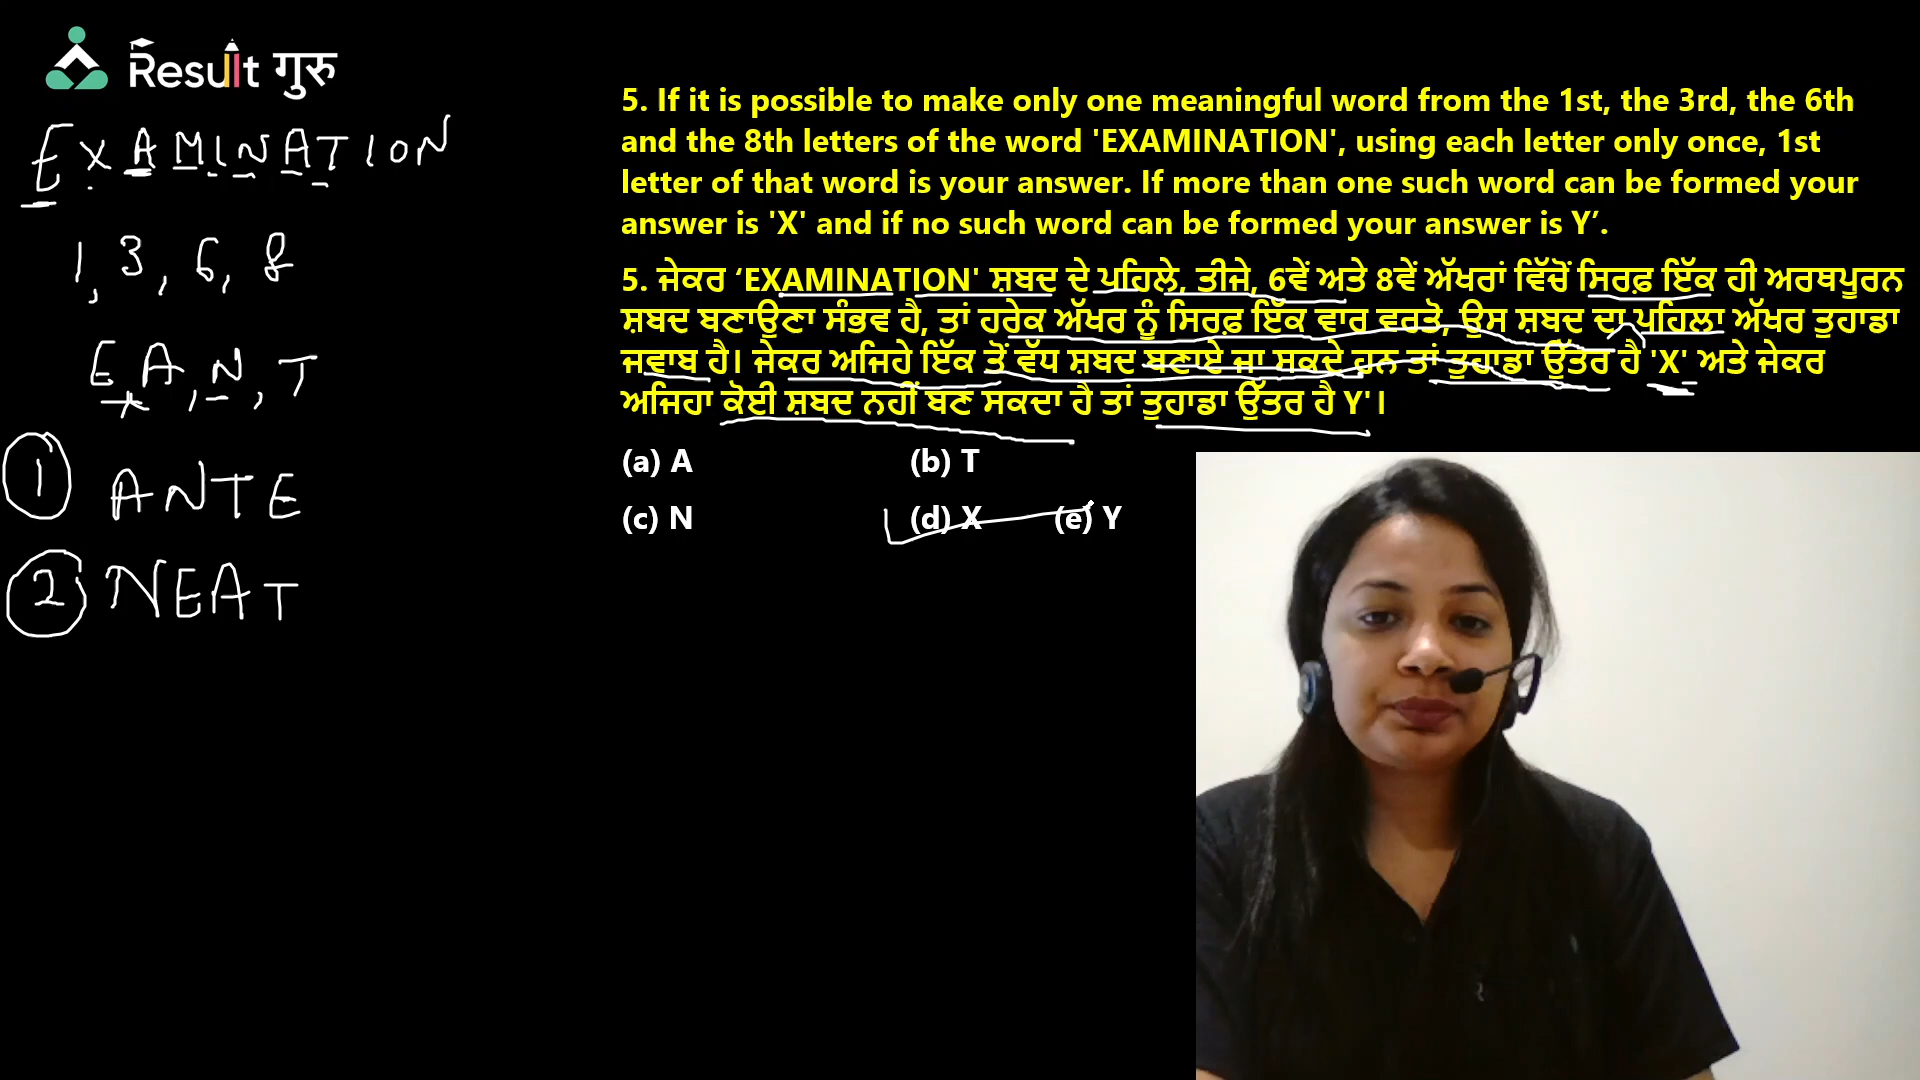 Result गुरु
EXAMINATION
1, 3, 6, 8
E, A, N, T
1 ANTE
2 NEAT
5. If it is possible to make only one meaningful word from the 1st, the 3rd, the 6th
and the 8th letters of the word 'EXAMINATION', using each letter only once, 1st
letter of that word is your answer. If more than one such word can be formed your
answer is 'X' and if no such word can be formed your answer is Y’.
5. ਜੇਕਰ ‘EXAMINATION' ਸ਼ਬਦ ਦੇ ਪਹਿਲੇ, ਤੀਜੇ, 6ਵੇਂ ਅਤੇ 8ਵੇਂ ਅੱਖਰਾਂ ਵਿੱਚੋਂ ਸਿਰਫ਼ ਇੱਕ ਹੀ ਅਰਥਪੂਰਨ
ਸ਼ਬਦ ਬਣਾਉਣਾ ਸੰਭਵ ਹੈ, ਤਾਂ ਹਰੇਕ ਅੱਖਰ ਨੂੰ ਸਿਰਫ਼ ਇੱਕ ਵਾਰ ਵਰਤੋ, ਉਸ ਸ਼ਬਦ ਦਾ ਪਹਿਲਾ ਅੱਖਰ ਤੁਹਾਡਾ
ਜਵਾਬ ਹੈ। ਜੇਕਰ ਅਜਿਹੇ ਇੱਕ ਤੋਂ ਵੱਧ ਸ਼ਬਦ ਬਣਾਏ ਜਾ ਸਕਦੇ ਹਨ ਤਾਂ ਤੁਹਾਡਾ ਉੱਤਰ ਹੈ 'X' ਅਤੇ ਜੇਕਰ
ਅਜਿਹਾ ਕੋਈ ਸ਼ਬਦ ਨਹੀਂ ਬਣ ਸਕਦਾ ਹੈ ਤਾਂ ਤੁਹਾਡਾ ਉੱਤਰ ਹੈ Y'।
(a) A (b) T
(c) N (d) X (e) Y